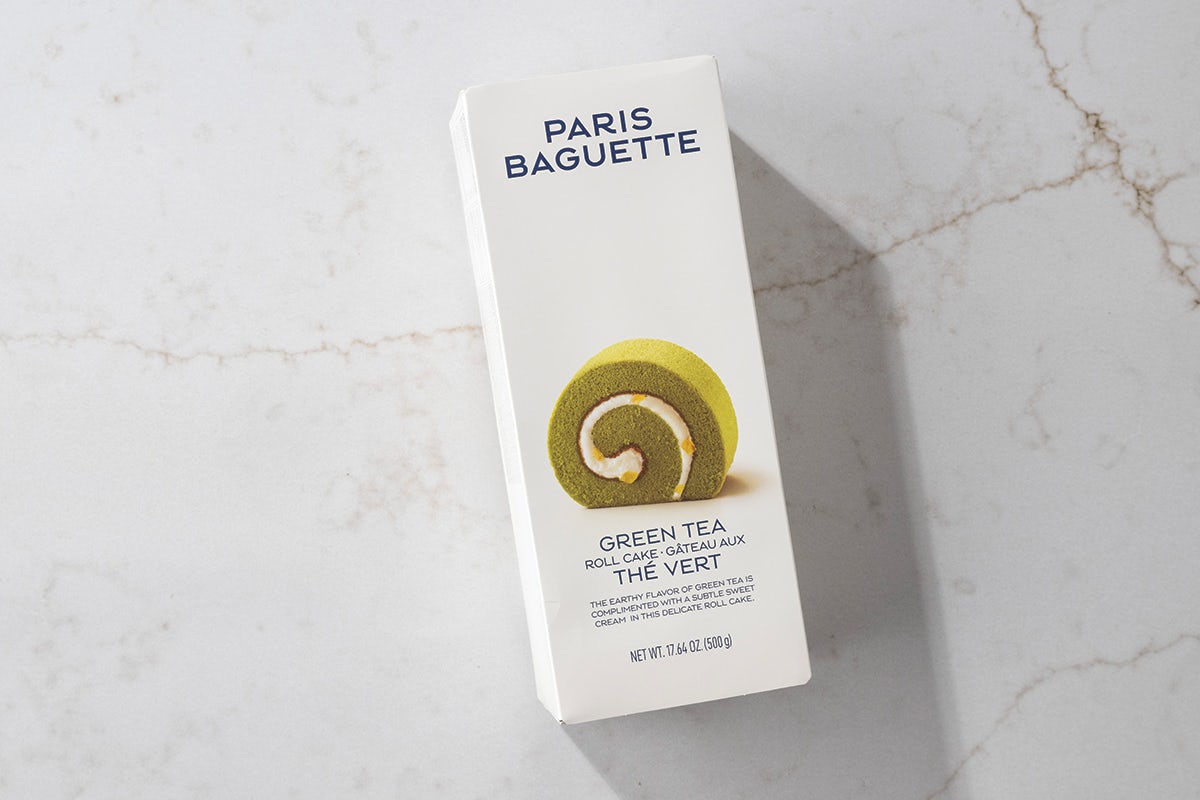 PARIS
BAGUETTE
GREEN TEA
ROLL CAKE · GÂTEAU AUX
THÉ VERT
THE EARTHY FLAVOR OF GREEN TEA IS
COMPLIMENTED WITH A SUBTLE SWEET
CREAM IN THIS DELICATE ROLL CAKE.
NET WT. 17.64 OZ. (500g)